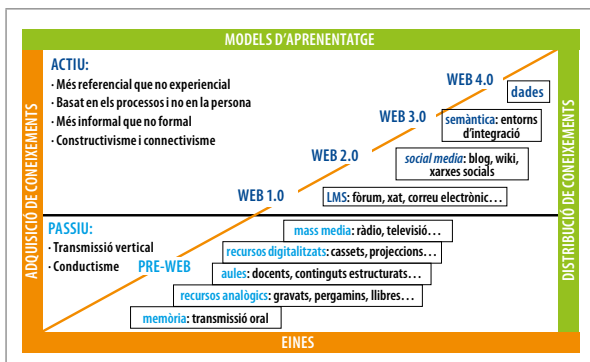 MODELS D'APRENENTATGE
ADQUISICIÓ DE CONEIXEMENTS
ACTIU:
· Més referencial que no experiencial
· Basat en els processos i no en la persona
· Més informal que no formal
· Constructivisme i connectivisme
WEB 4.0
dades
WEB 3.0
semàntica: entorns
d'integració
WEB 2.0
social media: blog, wiki,
xarxes socials
WEB 1.0
LMS: fòrum, xat, correu electrònic…
PASSIU:
· Transmissió vertical
· Conductisme
PRE-WEB
mass media: ràdio, televisió…
recursos digitalitzats: cassets, projeccions…
aules: docents, continguts estructurats…
recursos analògics: gravats, pergamins, llibres…
memòria: transmissió oral
DISTRIBUCIÓ DE CONEIXEMENTS
EINES